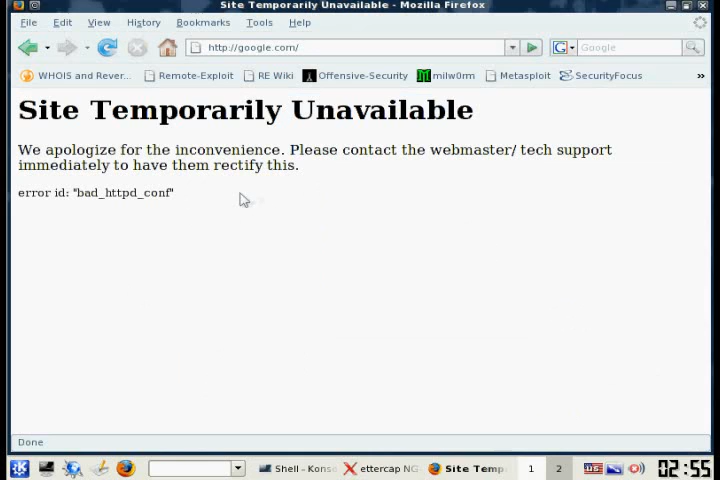 Site Temporarily Unavailable - Mozilla Firefox
File Edit View History Bookmarks Tools Help
http://google.com/ G Google
WHOIS and Rever... Remote-Exploit RE Wiki Offensive-Security milw0rm Metasploit SecurityFocus »
Site Temporarily Unavailable
We apologize for the inconvenience. Please contact the webmaster/ tech support
immediately to have them rectify this.
error id: "bad_httpd_conf"
Done
Shell - Konso ettercap NG- Site Temp 1 2 US 02:55